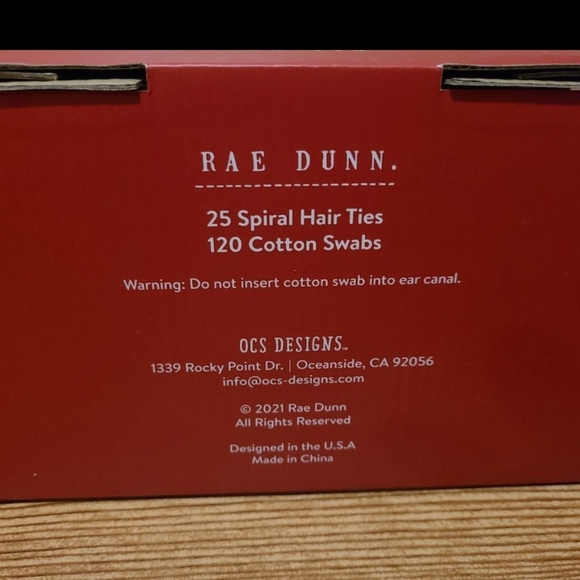 RAE DUNN.
25 Spiral Hair Ties
120 Cotton Swabs
Warning: Do not insert cotton swab into ear canal.
OCS DESIGNS™
1339 Rocky Point Dr. | Oceanside, CA 92056
info@ocs-designs.com
© 2021 Rae Dunn
All Rights Reserved
Designed in the U.S.A
Made in China